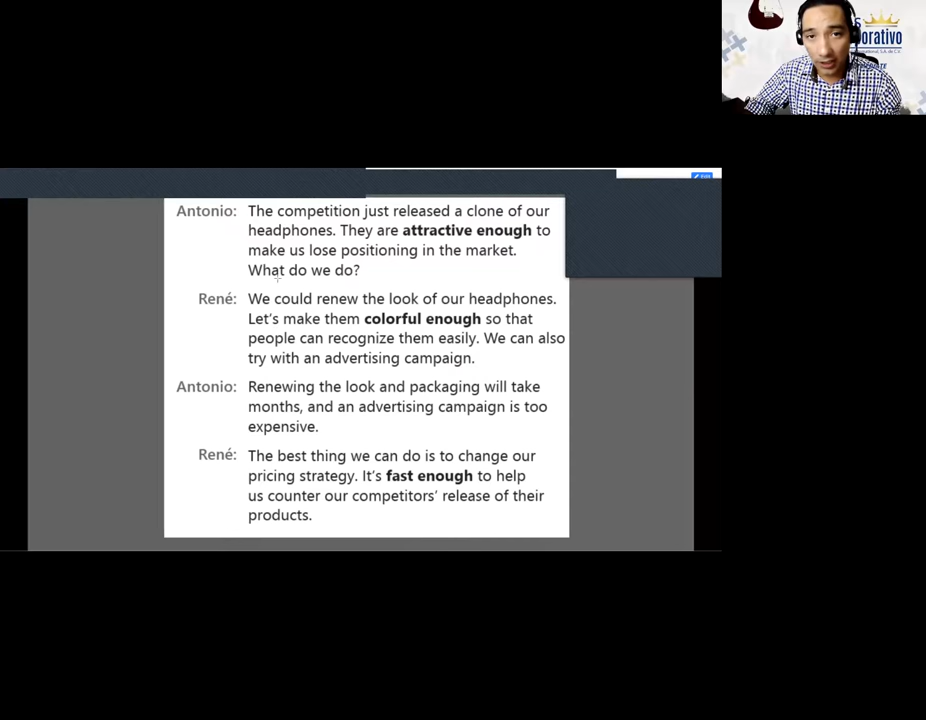 orativo
Antonio: The competition just released a clone of our
headphones. They are attractive enough to
make us lose positioning in the market.
What do we do?
René: We could renew the look of our headphones.
Let's make them colorful enough so that
people can recognize them easily. We can also
try with an advertising campaign.
Antonio: Renewing the look and packaging will take
months, and an advertising campaign is too
expensive.
René: The best thing we can do is to change our
pricing strategy. It's fast enough to help
us counter our competitors' release of their
products.